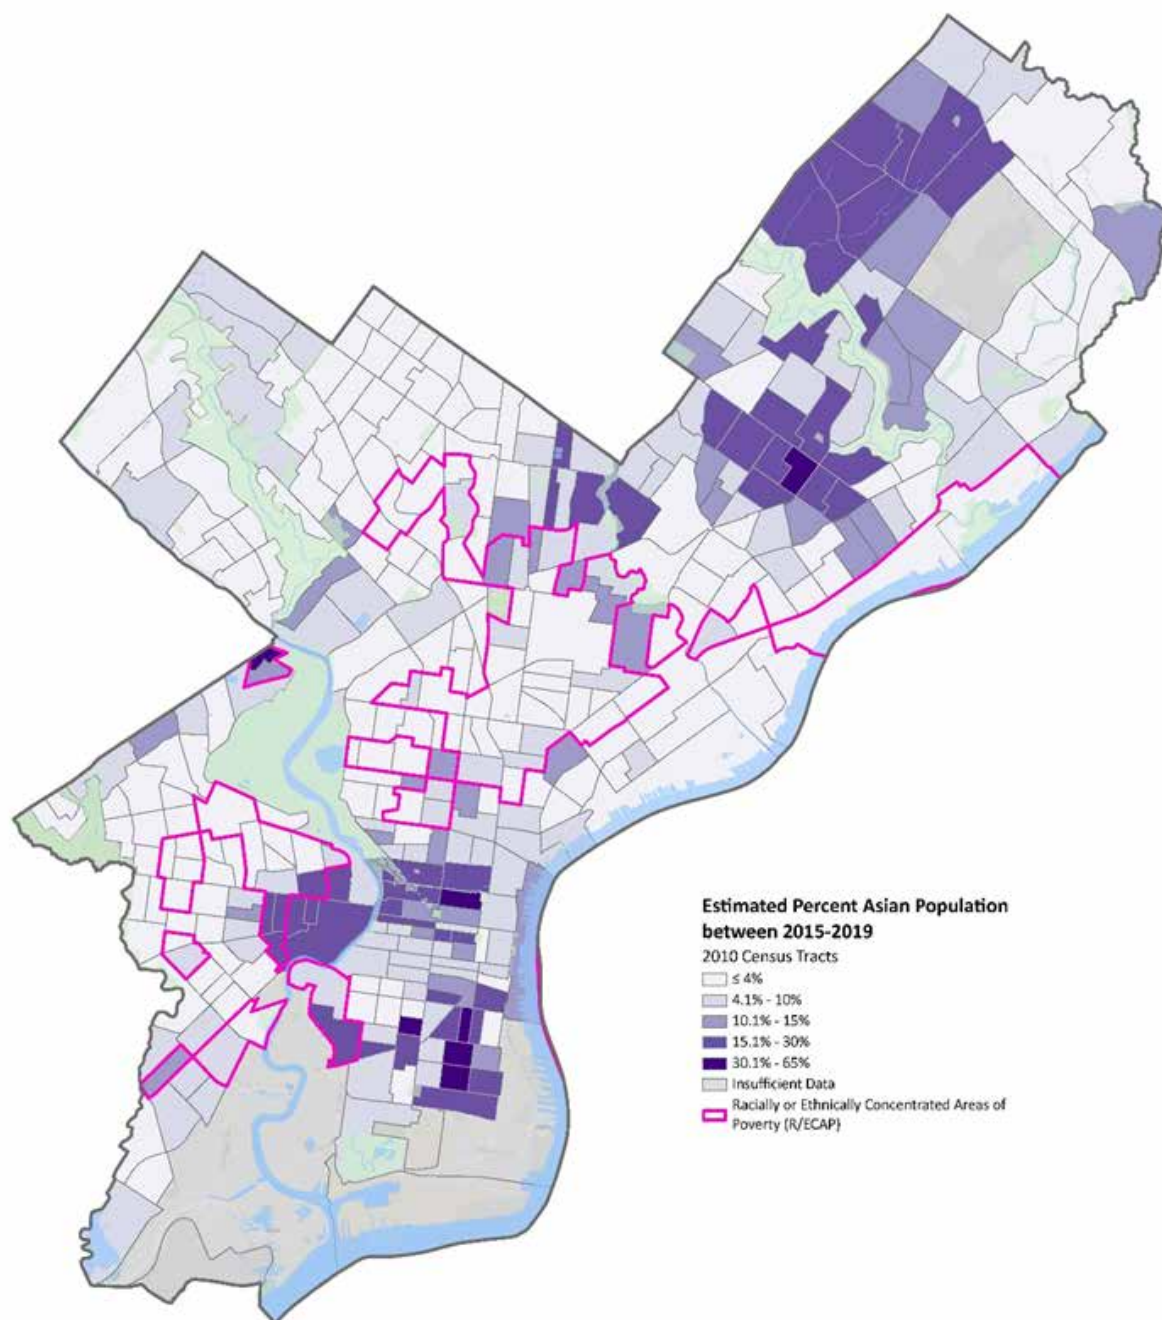 Estimated Percent Asian Population
between 2015-2019
2010 Census Tracts
≤ 4%
4.1% - 10%
10.1% - 15%
15.1% - 30%
30.1% - 65%
Insufficient Data
Racially or Ethnically Concentrated Areas of
Poverty (R/ECAP)